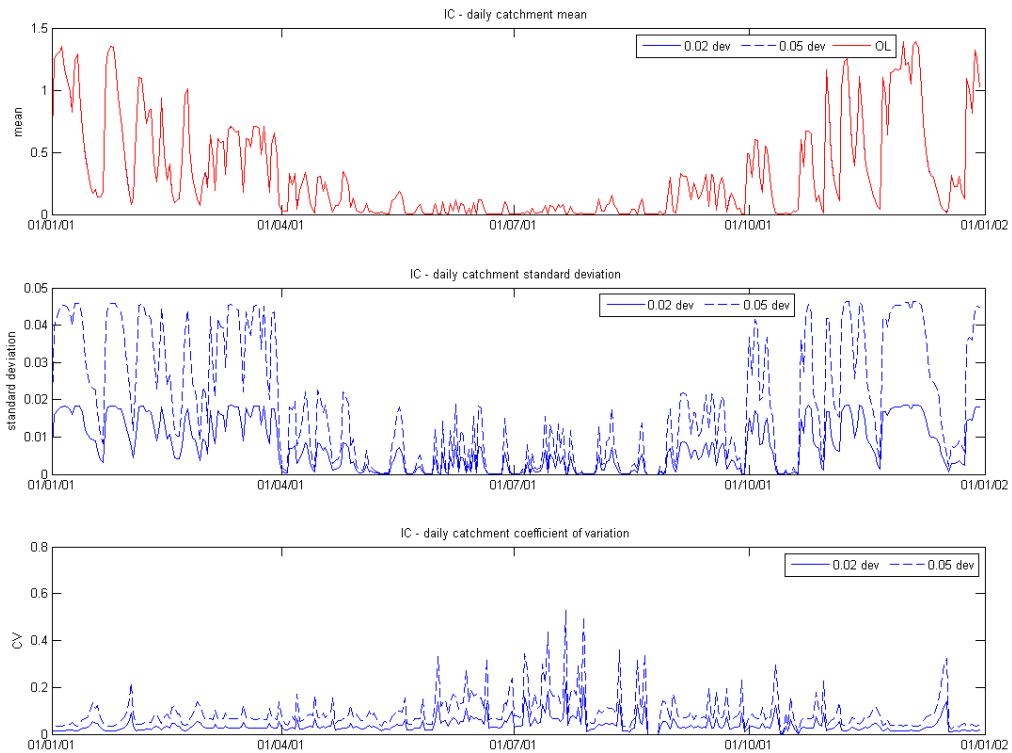 IC - daily catchment mean
0.02 dev 0.05 dev OL
mean
1.5
1
0.5
0
01/01/01 01/04/01 01/07/01 01/10/01 01/01/02
IC - daily catchment standard deviation
0.02 dev 0.05 dev
standard deviation
0.05
0.04
0.03
0.02
0.01
0
01/01/01 01/04/01 01/07/01 01/10/01 01/01/02
IC - daily catchment coefficient of variation
0.02 dev 0.05 dev
CV
0.8
0.6
0.4
0.2
0
01/01/01 01/04/01 01/07/01 01/10/01 01/01/02